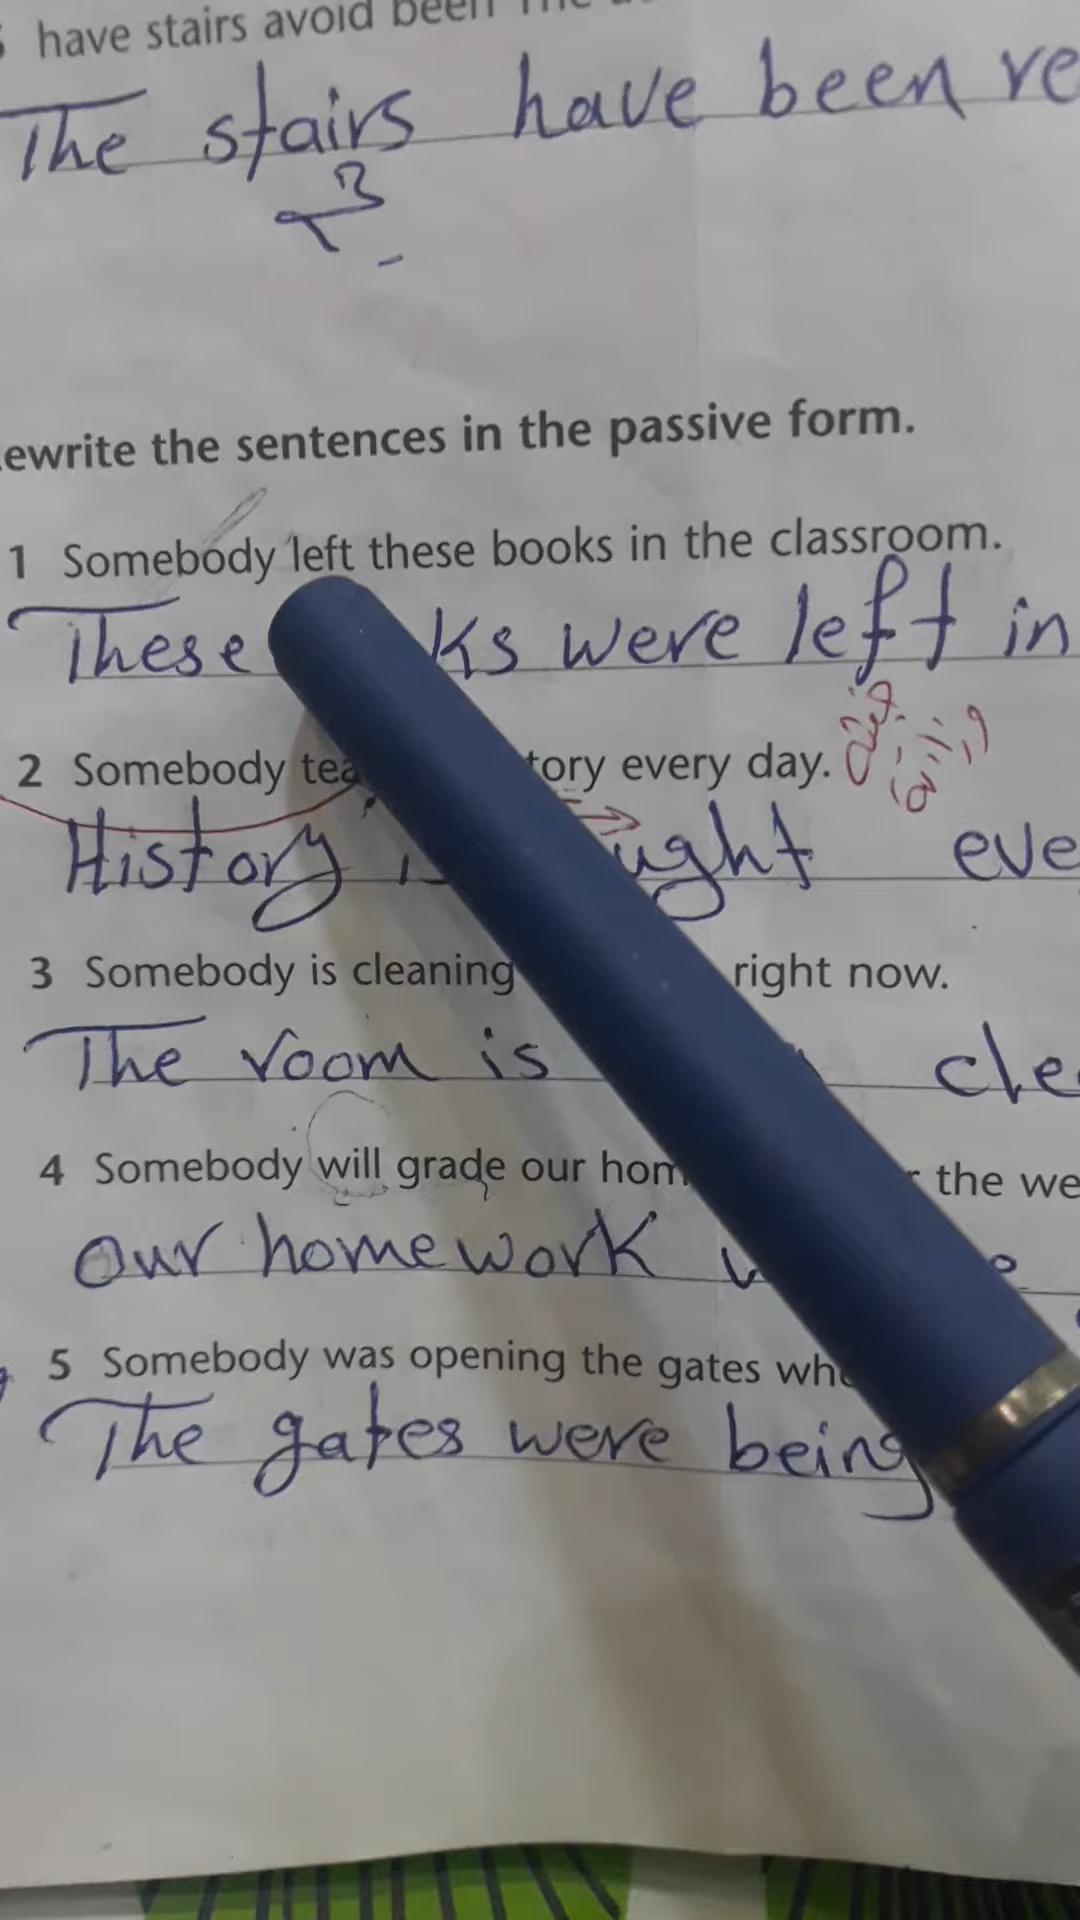 have stairs avoid been The
The stairs have been re
ewrite the sentences in the passive form.
1 Somebody left these books in the classroom.
These ks were left in
2 Somebody tea tory every day.
History ught eve
3 Somebody is cleaning right now.
The room is cle
4 Somebody will grade our hom the we
Our homework
5 Somebody was opening the gates whe
The gates were being